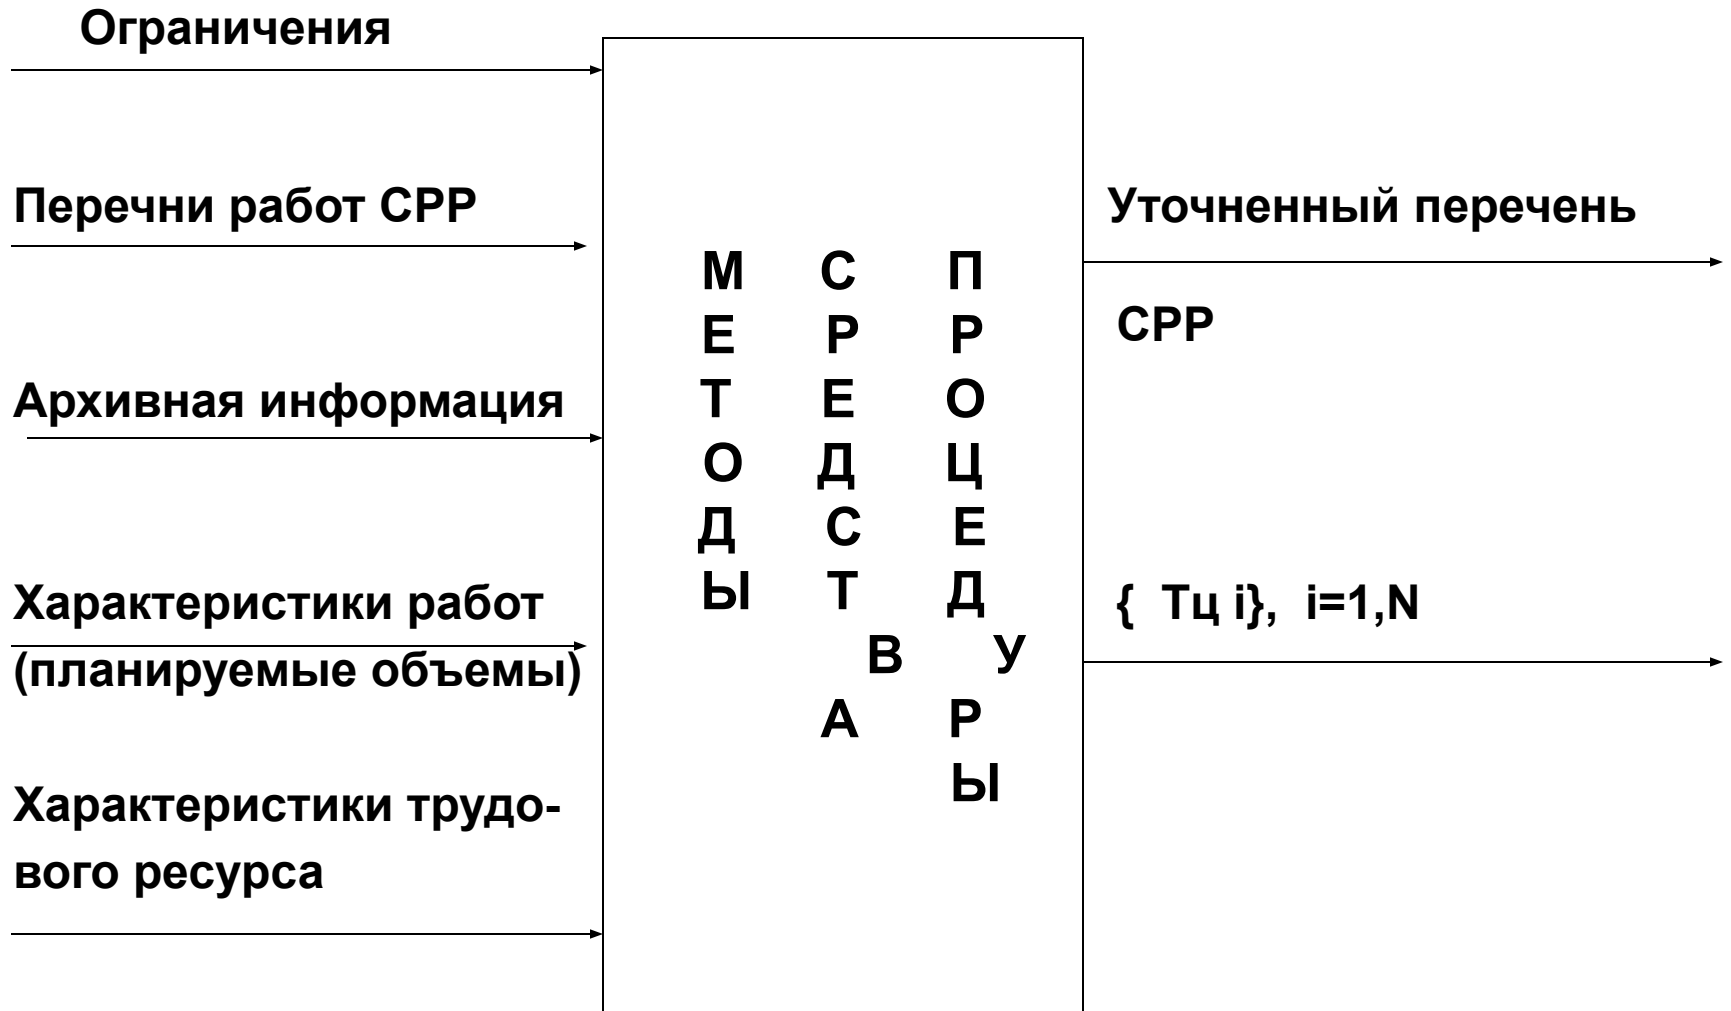 Ограничения
Перечни работ СРР
Архивная информация
Характеристики работ
(планируемые объемы)
Характеристики трудо-
вого ресурса
М С П
Е Р Р
Т Е О
О Д Ц
Д С Е
Ы Т Д
В У
А Р
Ы
Уточненный перечень
СРР
{ Тц i}, i=1,N